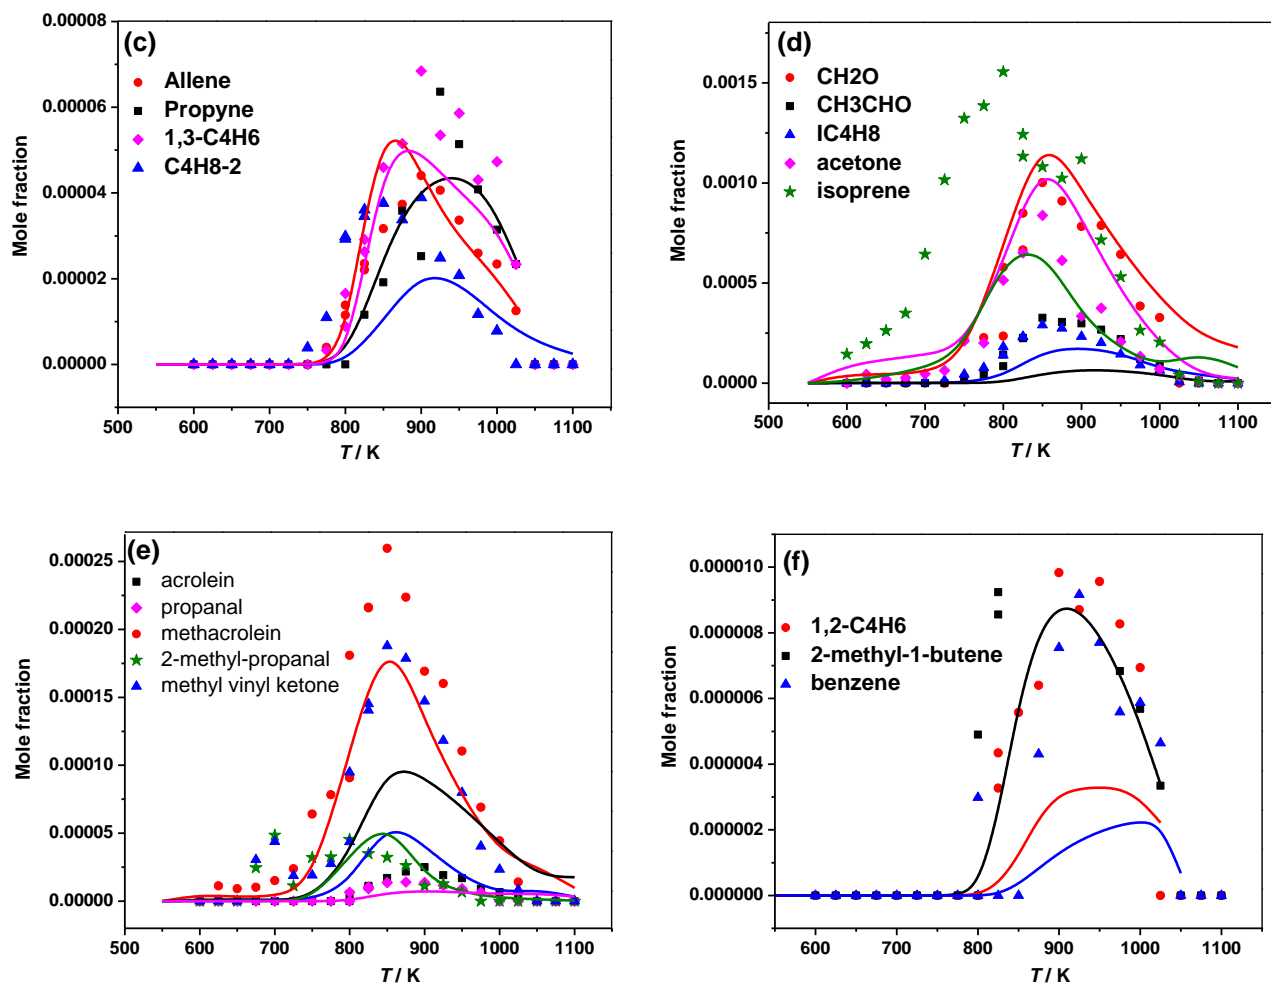 (c)
Allene
Propyne
1,3-C4H6
C4H8-2
0.00008
0.00006
0.00004
0.00002
0.00000
Mole fraction
500 600 700 800 900 1000 1100
T / K
(d)
CH2O
CH3CHO
IC4H8
acetone
isoprene
0.0015
0.0010
0.0005
0.0000
Mole fraction
500 600 700 800 900 1000 1100
T / K
(e)
acrolein
propanal
methacrolein
2-methyl-propanal
methyl vinyl ketone
0.00025
0.00020
0.00015
0.00010
0.00005
0.00000
Mole fraction
500 600 700 800 900 1000 1100
T / K
(f)
1,2-C4H6
2-methyl-1-butene
benzene
0.000010
0.000008
0.000006
0.000004
0.000002
0.000000
Mole fraction
600 700 800 900 1000 1100
T / K